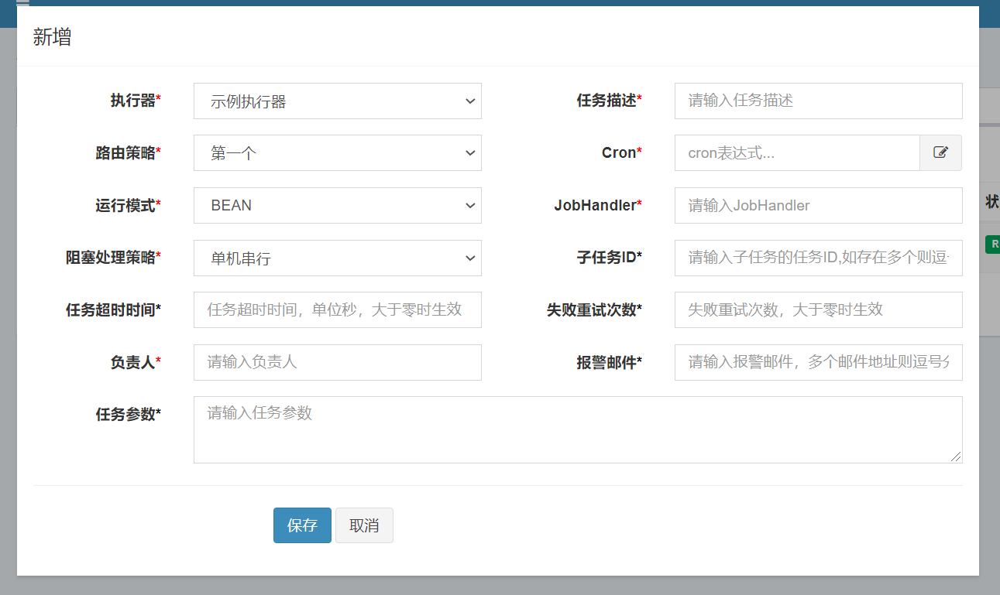 新增
执行器* 示例执行器 任务描述* 请输入任务描述
路由策略* 第一个 Cron* cron表达式...
运行模式* BEAN JobHandler* 请输入JobHandler
状
阻塞处理策略* 单机串行 子任务ID* 请输入子任务的任务ID,如存在多个则逗
R
任务超时时间* 任务超时时间，单位秒，大于零时生效 失败重试次数* 失败重试次数，大于零时生效
负责人* 请输入负责人 报警邮件* 请输入报警邮件，多个邮件地址则逗号
任务参数* 请输入任务参数
保存 取消